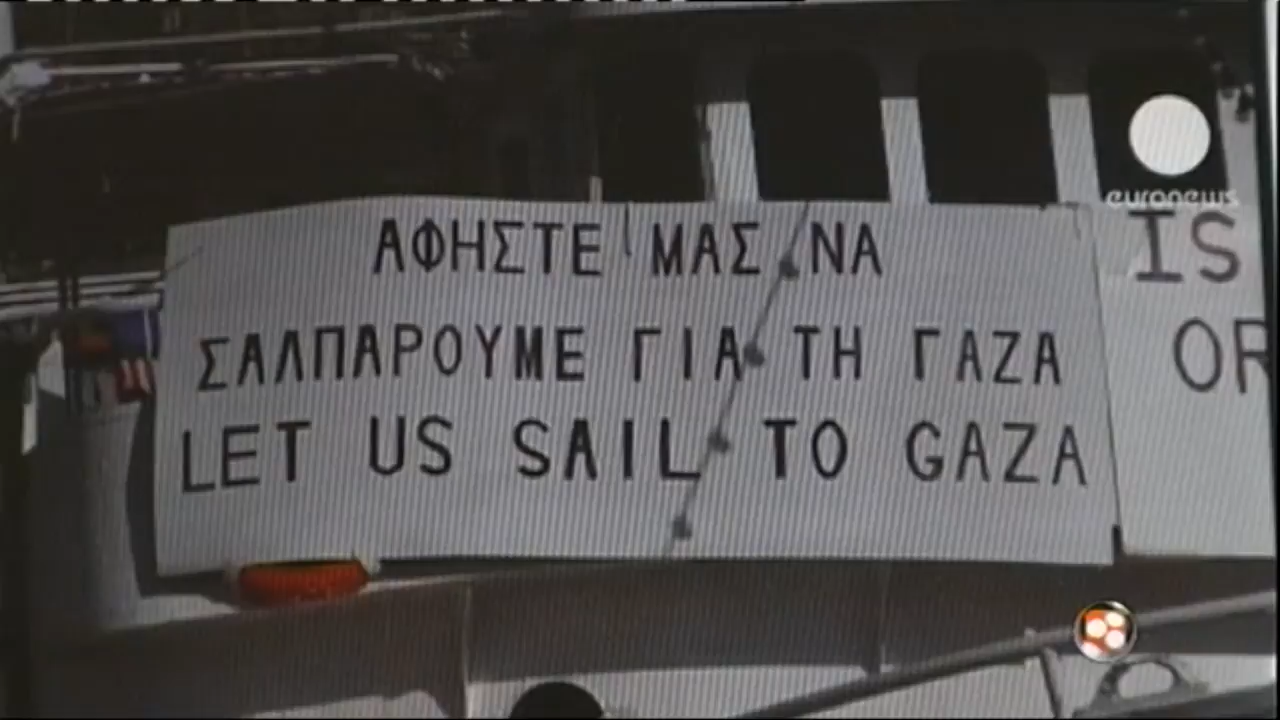 euronews
ΑΦΗΣΤΕ ΜΑΣ ΝΑ
ΣΑΛΠΑΡΟΥΜΕ ΓΙΑ ΤΗ ΓΑΖΑ
LET US SAIL TO GAZA
IS
OR